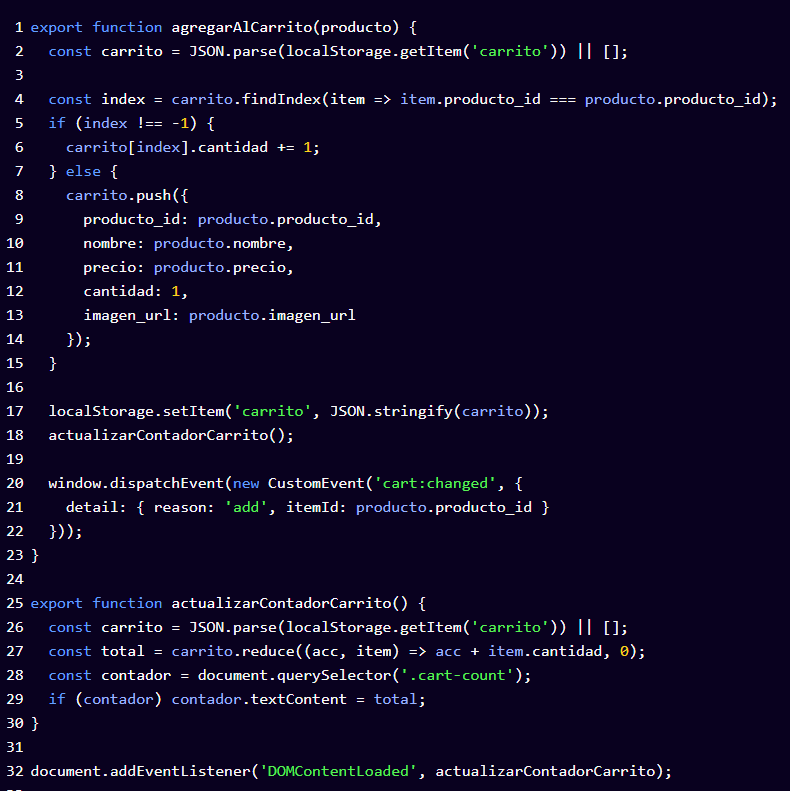 1 export function agregarAlCarrito(producto) {
2   const carrito = JSON.parse(localStorage.getItem('carrito')) || [];
3
4   const index = carrito.findIndex(item => item.producto_id === producto.producto_id);
5   if (index !== -1) {
6     carrito[index].cantidad += 1;
7   } else {
8     carrito.push({
9       producto_id: producto.producto_id,
10       nombre: producto.nombre,
11       precio: producto.precio,
12       cantidad: 1,
13       imagen_url: producto.imagen_url
14     });
15   }
16
17   localStorage.setItem('carrito', JSON.stringify(carrito));
18   actualizarContadorCarrito();
19
20   window.dispatchEvent(new CustomEvent('cart:changed', {
21     detail: { reason: 'add', itemId: producto.producto_id }
22   }));
23 }
24
25 export function actualizarContadorCarrito() {
26   const carrito = JSON.parse(localStorage.getItem('carrito')) || [];
27   const total = carrito.reduce((acc, item) => acc + item.cantidad, 0);
28   const contador = document.querySelector('.cart-count');
29   if (contador) contador.textContent = total;
30 }
31
32 document.addEventListener('DOMContentLoaded', actualizarContadorCarrito);